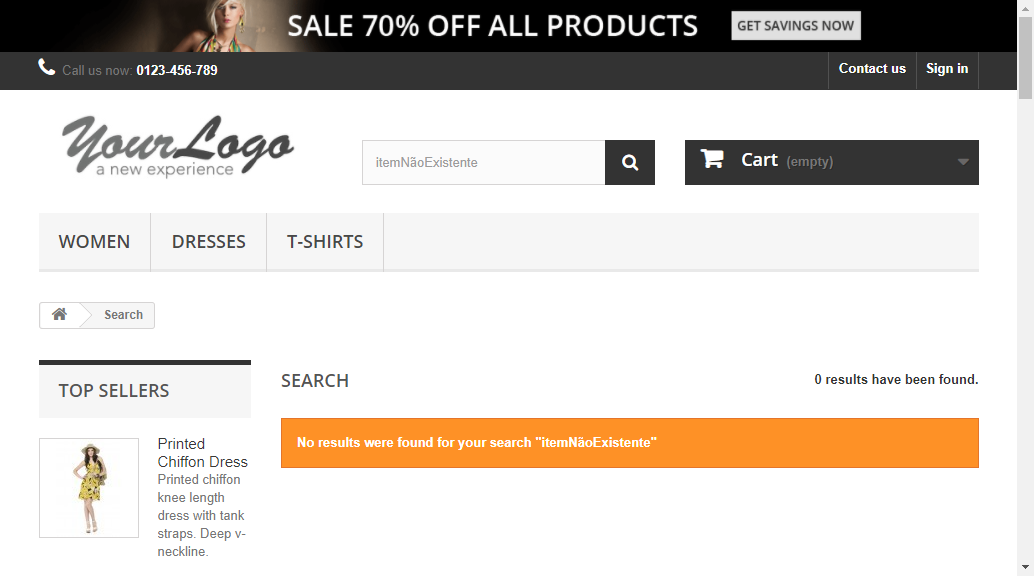 SALE 70% OFF ALL PRODUCTS
GET SAVINGS NOW
Call us now: 0123-456-789
Contact us
Sign in
YourLogo
a new experience
itemNãoExistente
Cart (empty)
WOMEN
DRESSES
T-SHIRTS
Search
TOP SELLERS
Printed
Chiffon Dress
Printed chiffon
knee length
dress with tank
straps. Deep v-
neckline.
SEARCH
0 results have been found.
No results were found for your search "itemNãoExistente"